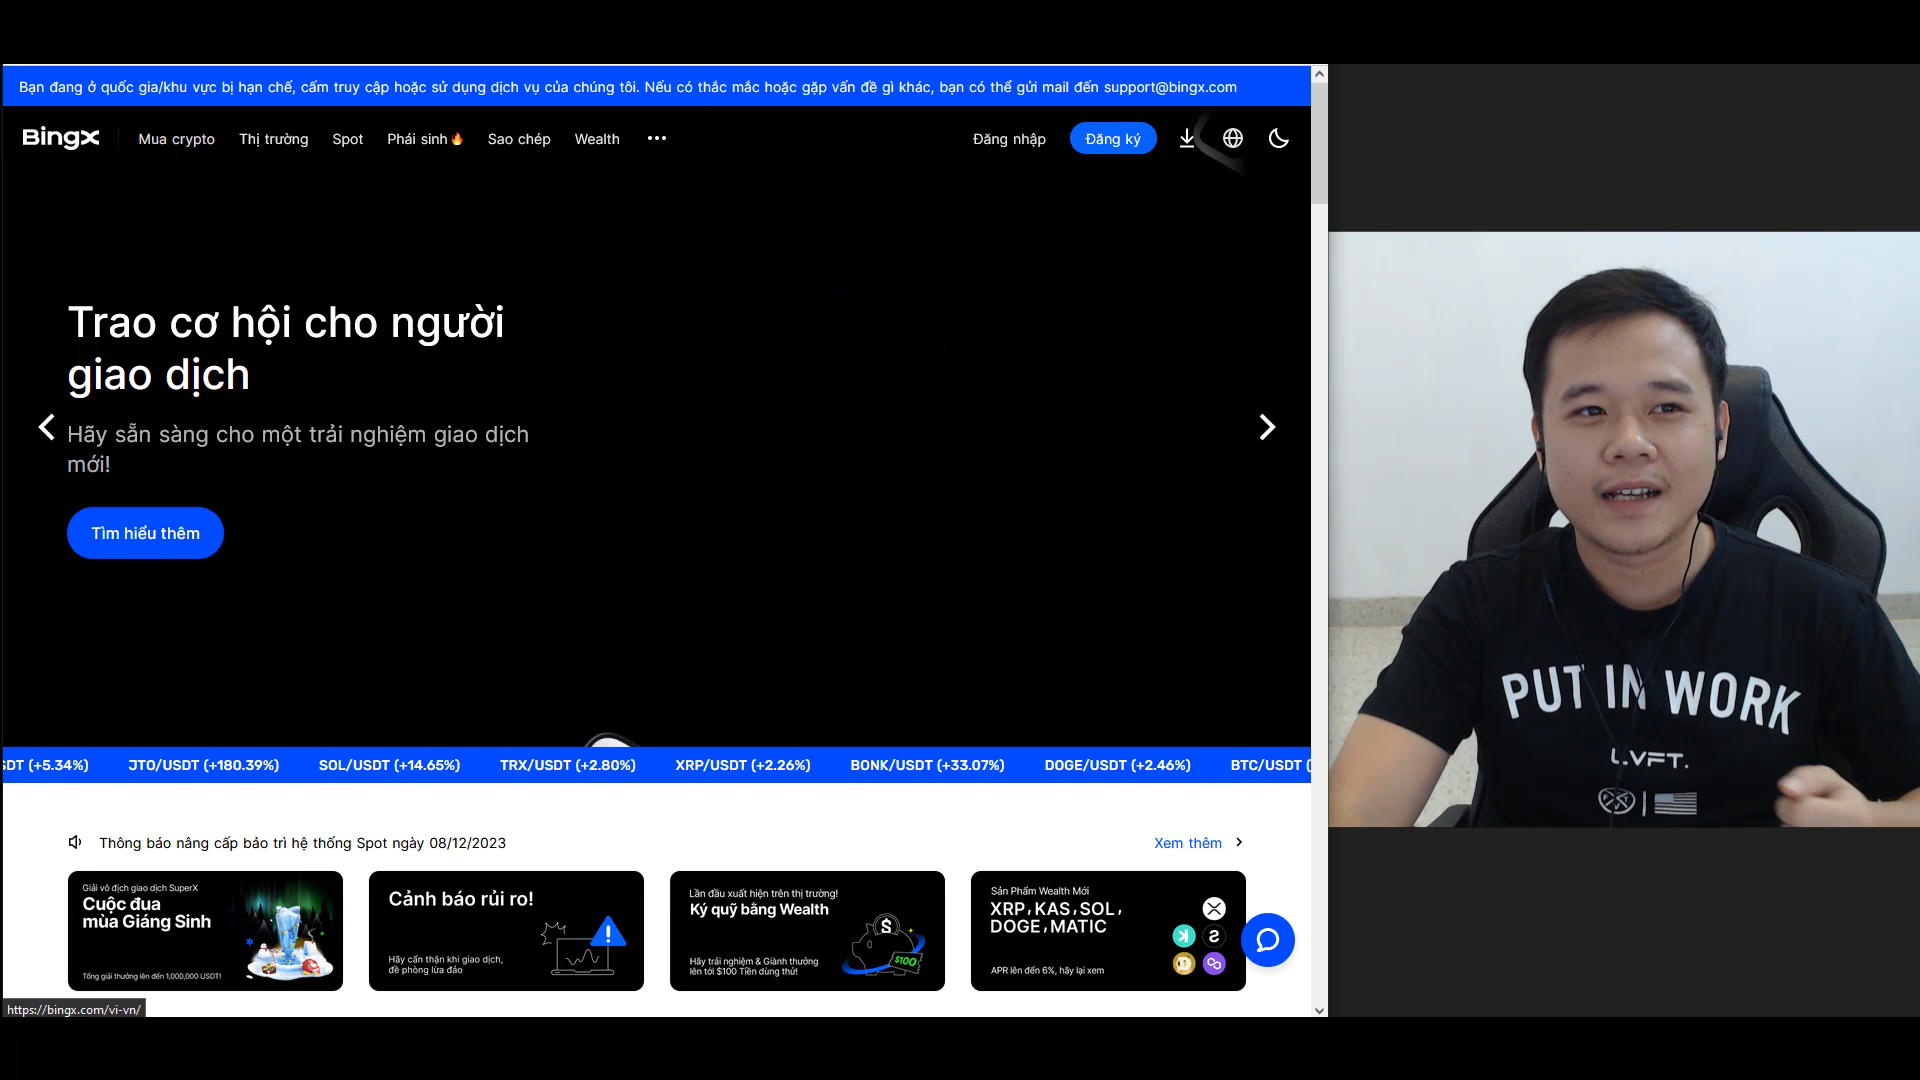 Bạn đang ở quốc gia/khu vực bị hạn chế, cấm truy cập hoặc sử dụng dịch vụ của chúng tôi. Nếu có thắc mắc hoặc gặp vấn đề gì khác, bạn có thể gửi mail đến support@bingx.com
BingX Mua crypto Thị trường Spot Phái sinh🔥 Sao chép Wealth ••• Đăng nhập Đăng ký
Trao cơ hội cho người
giao dịch
Hãy sẵn sàng cho một trải nghiệm giao dịch
mới!
Tìm hiểu thêm
SDT (+5.34%) JTO/USDT (+180.39%) SOL/USDT (+14.65%) TRX/USDT (+2.80%) XRP/USDT (+2.26%) BONK/USDT (+33.07%) DOGE/USDT (+2.46%) BTC/USDT (
Thông báo nâng cấp bảo trì hệ thống Spot ngày 08/12/2023 Xem thêm
Giải vô địch giao dịch SuperX
Cuộc đua
mùa Giáng Sinh
Tổng giải thưởng lên đến 1,000,000 USDT!
Cảnh báo rủi ro!
Hãy cẩn thận khi giao dịch,
đề phòng lừa đảo
Lần đầu xuất hiện trên thị trường!
Ký quỹ bằng Wealth
Hãy trải nghiệm & Giành thưởng
lên tới $100 Tiền dùng thử!
$
$100
Sản Phẩm Wealth Mới
XRP, KAS, SOL,
DOGE, MATIC
APR lên đến 6%, hãy lại xem
https://bingx.com/vi-vn/
PUT IN WORK
LVFT.